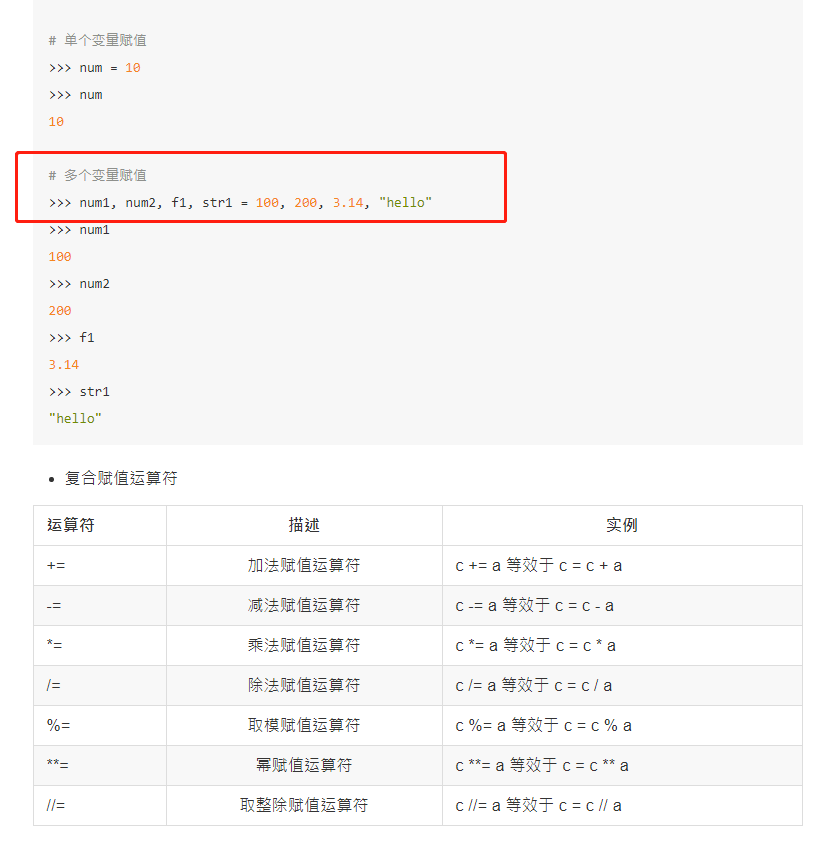 # 单个变量赋值
>>> num = 10
>>> num
10
# 多个变量赋值
>>> num1, num2, f1, str1 = 100, 200, 3.14, "hello"
>>> num1
100
>>> num2
200
>>> f1
3.14
>>> str1
"hello"
• 复合赋值运算符
运算符 描述 实例
+= 加法赋值运算符 c += a 等效于 c = c + a
-= 减法赋值运算符 c -= a 等效于 c = c - a
*= 乘法赋值运算符 c *= a 等效于 c = c * a
/= 除法赋值运算符 c /= a 等效于 c = c / a
%= 取模赋值运算符 c %= a 等效于 c = c % a
**= 幂赋值运算符 c **= a 等效于 c = c ** a
//= 取整除赋值运算符 c //= a 等效于 c = c // a